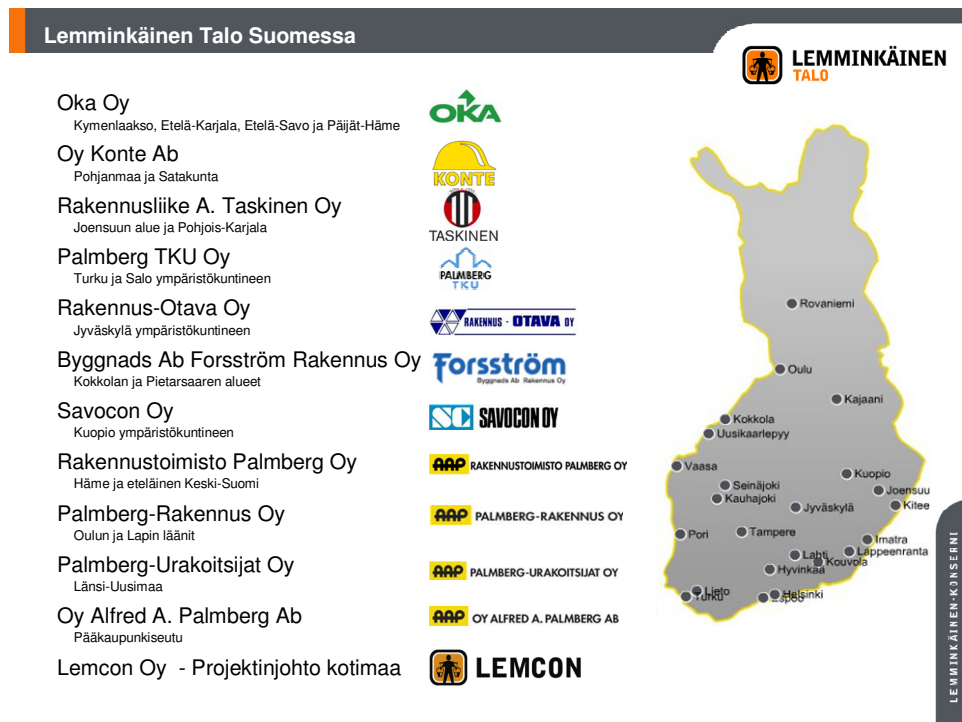 Lemminkäinen Talo Suomessa
LEMMINKÄINEN
TALO
Oka Oy
Kymenlaakso, Etelä-Karjala, Etelä-Savo ja Päijät-Häme
OKA
Oy Konte Ab
Pohjanmaa ja Satakunta
KONTE
Rakennusliike A. Taskinen Oy
Joensuun alue ja Pohjois-Karjala
TASKINEN
Palmberg TKU Oy
Turku ja Salo ympäristökuntineen
PALMBERG
TKU
Rakennus-Otava Oy
Jyväskylä ympäristökuntineen
RAKENNUS - OTAVA OY
Byggnads Ab Forsström Rakennus Oy
Kokkolan ja Pietarsaaren alueet
Forsström
Byggnads Ab Rakennus Oy
Savocon Oy
Kuopio ympäristökuntineen
SC SAVOCON OY
Rakennustoimisto Palmberg Oy
Häme ja eteläinen Keski-Suomi
AAP RAKENNUSTOIMISTO PALMBERG OY
Palmberg-Rakennus Oy
Oulun ja Lapin läänit
AAP PALMBERG-RAKENNUS OY
Palmberg-Urakoitsijat Oy
Länsi-Uusimaa
AAP PALMBERG-URAKOITSIJAT OY
Oy Alfred A. Palmberg Ab
Pääkaupunkiseutu
AAP OY ALFRED A. PALMBERG AB
Lemcon Oy - Projektinjohto kotimaa
LEMCON
Rovaniemi
Oulu
Kajaani
Kokkola
Uusikaarlepyy
Vaasa
Kuopio
Seinäjoki
Joensuu
Kauhajoki
Kitee
Jyväskylä
Pori
Tampere
Imatra
Lappeenranta
Lahti
Kouvola
Hyvinkää
Lieto
Turku
Helsinki
Espoo
LEMMINKÄINEN-KONSERNI